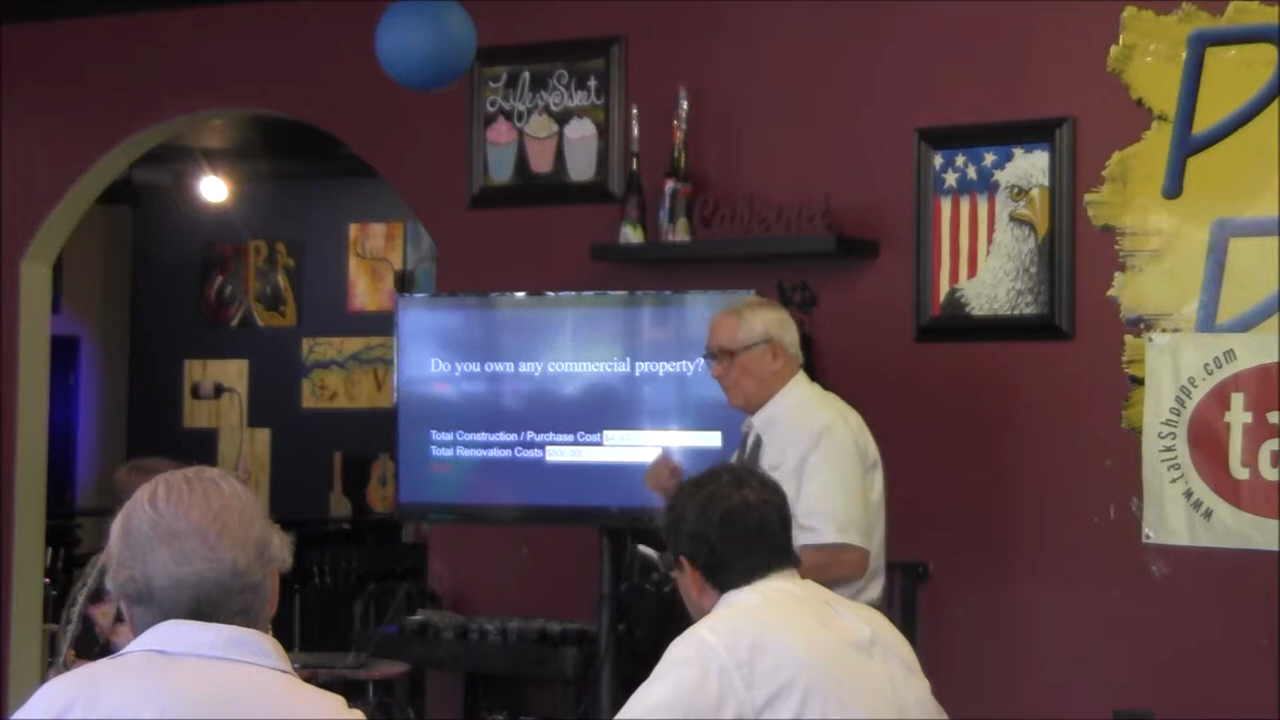 Life is Sweet
Cabernet
Do you own any commercial property?
Total Construction / Purchase Cost
Total Renovation Costs
www.talkShoppe.com
ta
P